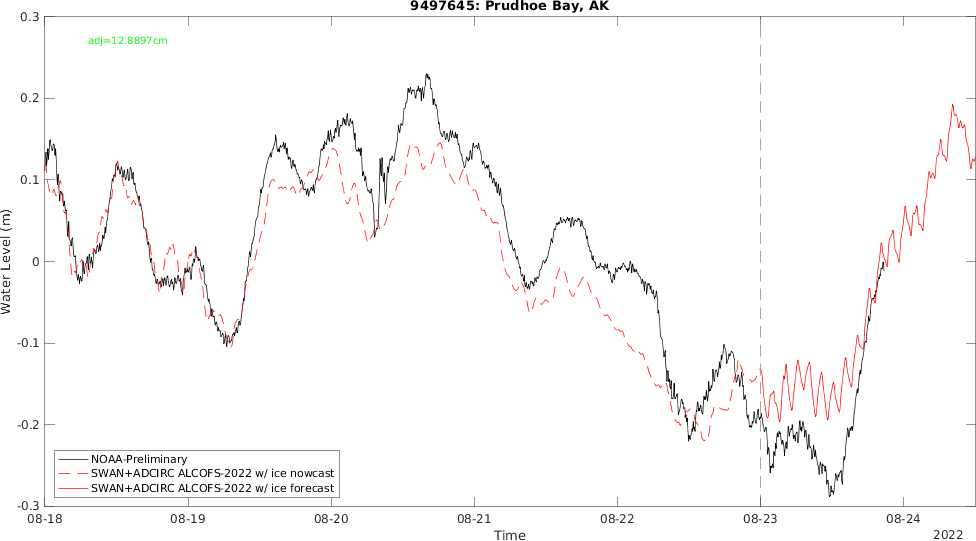 9497645: Prudhoe Bay, AK
adj=12.8897cm
0.3
0.2
0.1
0
-0.1
-0.2
-0.3
Water Level (m)
NOAA-Preliminary
SWAN+ADCIRC ALCOFS-2022 w/ ice nowcast
SWAN+ADCIRC ALCOFS-2022 w/ ice forecast
08-18 08-19 08-20 08-21 08-22 08-23 08-24
Time
2022